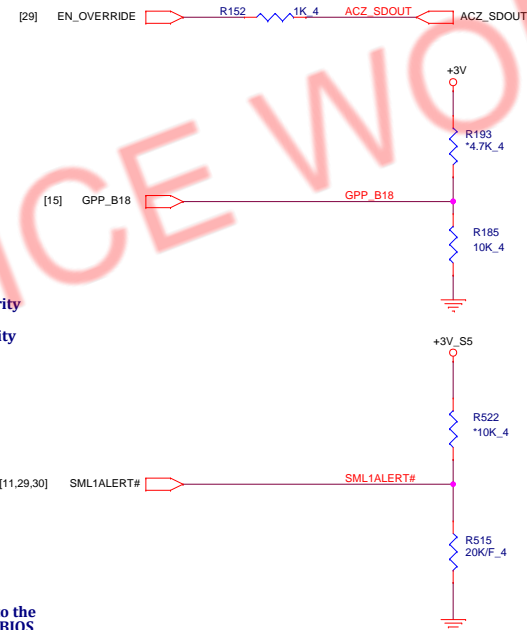 [29] EN_OVERRIDE R152 1K_4 ACZ_SDOUT ACZ_SDOUT
+3V
R193
*4.7K_4
[15] GPP_B18 GPP_B18
R185
10K_4
ity
+3V_S5
R522
*10K_4
[11,29,30] SML1ALERT# SML1ALERT#
R515
20K/F_4
o the
BIOS